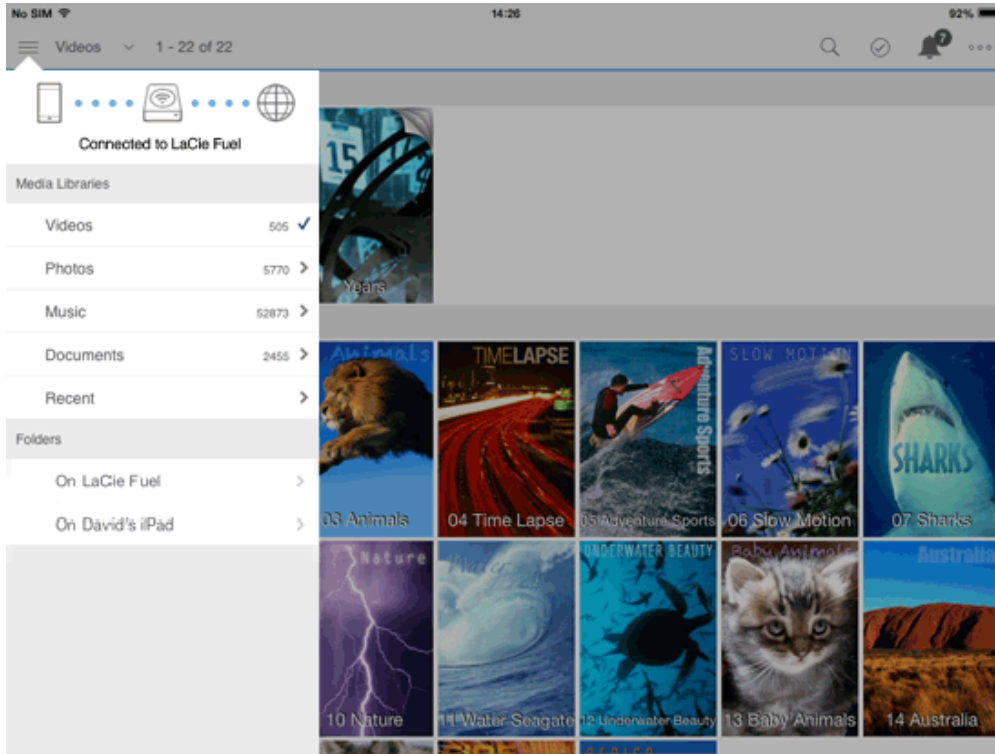 No SIM 14:26 92%
Videos 1 - 22 of 22 7
Connected to LaCie Fuel
Media Libraries
Videos 505
Photos 5770
Music 52873
Documents 2455
Recent
Folders
On LaCie Fuel
On David's iPad
15
Years
Animals
03 Animals
TIMELAPSE
04 Time Lapse
Adventure Sports
05 Adventure Sports
SLOW MOTION
06 Slow Motion
SHARKS
07 Sharks
Nature
10 Nature
Water
11 Water Seagate
UNDERWATER BEAUTY
12 Underwater Beauty
Baby Animals
13 Baby Animals
Australia
14 Australia